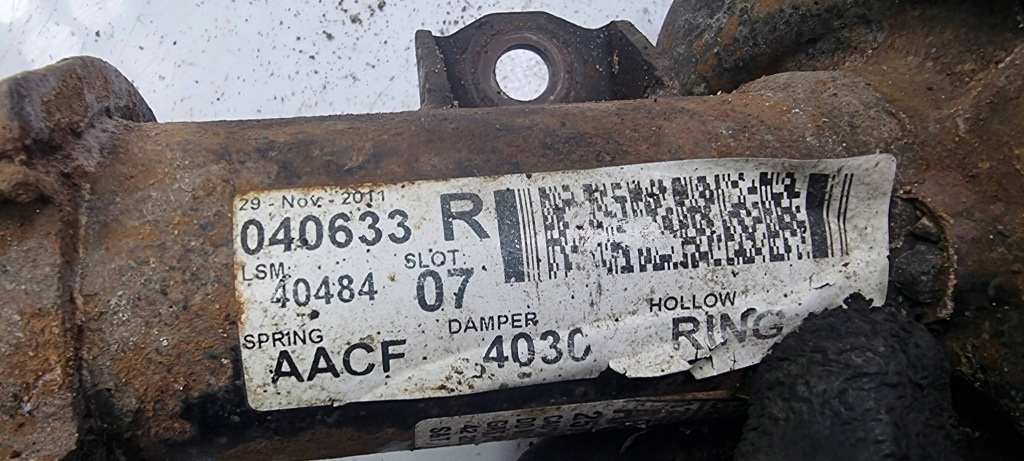 29 - Nov - 2011
040633 R
LSM: SLOT:
40484 07
SPRING DAMPER HOLLOW
AACF 403C RING